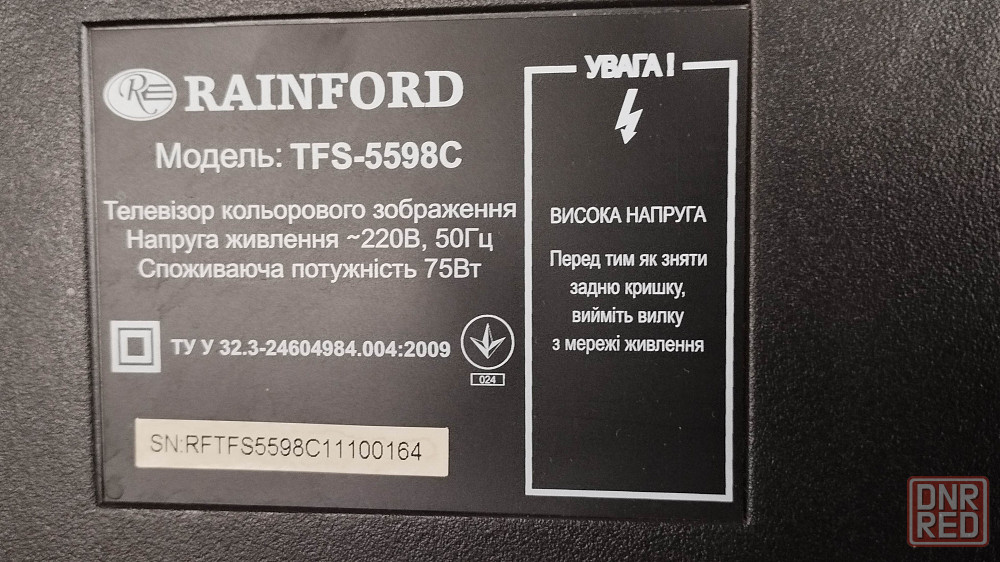 RAINFORD
Модель: TFS-5598C
Телевізор кольорового зображення
Напруга живлення ~220В, 50Гц
Споживаюча потужність 75Вт
ТУ У 32.3-24604984.004:2009
024
SN:RFTFS5598C11100164
УВАГА !
ВИСОКА НАПРУГА
Перед тим як зняти
задню кришку,
вийміть вилку
з мережі живлення
DNR
RED